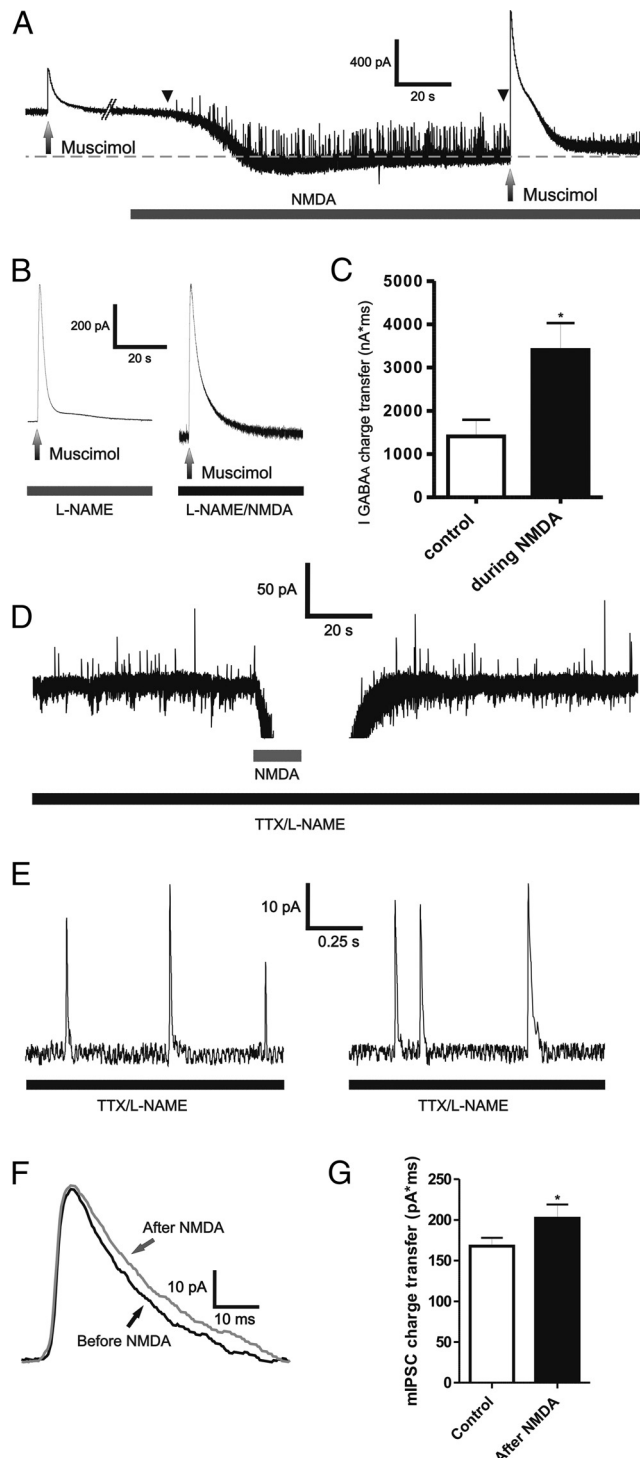 A
400 pA
20 s
Muscimol
Muscimol
NMDA
B
200 pA
20 s
Muscimol
Muscimol
L-NAME
L-NAME/NMDA
C
I GABAA charge transfer (nA*ms)
5000
4000
3000
2000
1000
0
*
control
during NMDA
D
50 pA
20 s
NMDA
TTX/L-NAME
E
10 pA
0.25 s
TTX/L-NAME
TTX/L-NAME
F
After NMDA
10 pA
10 ms
Before NMDA
G
mIPSC charge transfer (pA*ms)
250
200
150
100
50
0
*
Control
After NMDA